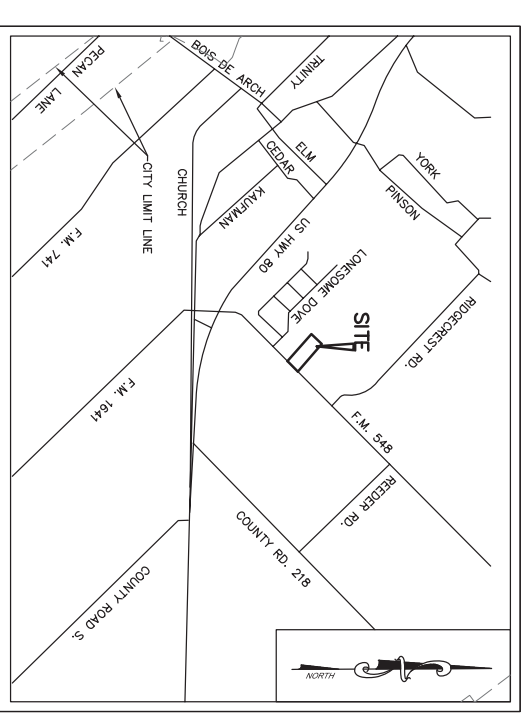 PECAN
LANE
BOIS DE ARCH
TRINITY
CITY LIMIT LINE
F.M. 741
CHURCH
KAUFMAN
CEDAR
ELM
US HWY 80
YORK
PINSON
LONESOME DOVE
SITE
RIDGECREST RD.
F.M. 548
REEDER RD.
COUNTY RD. 218
F.M. 1641
COUNTY ROAD S.
NORTH